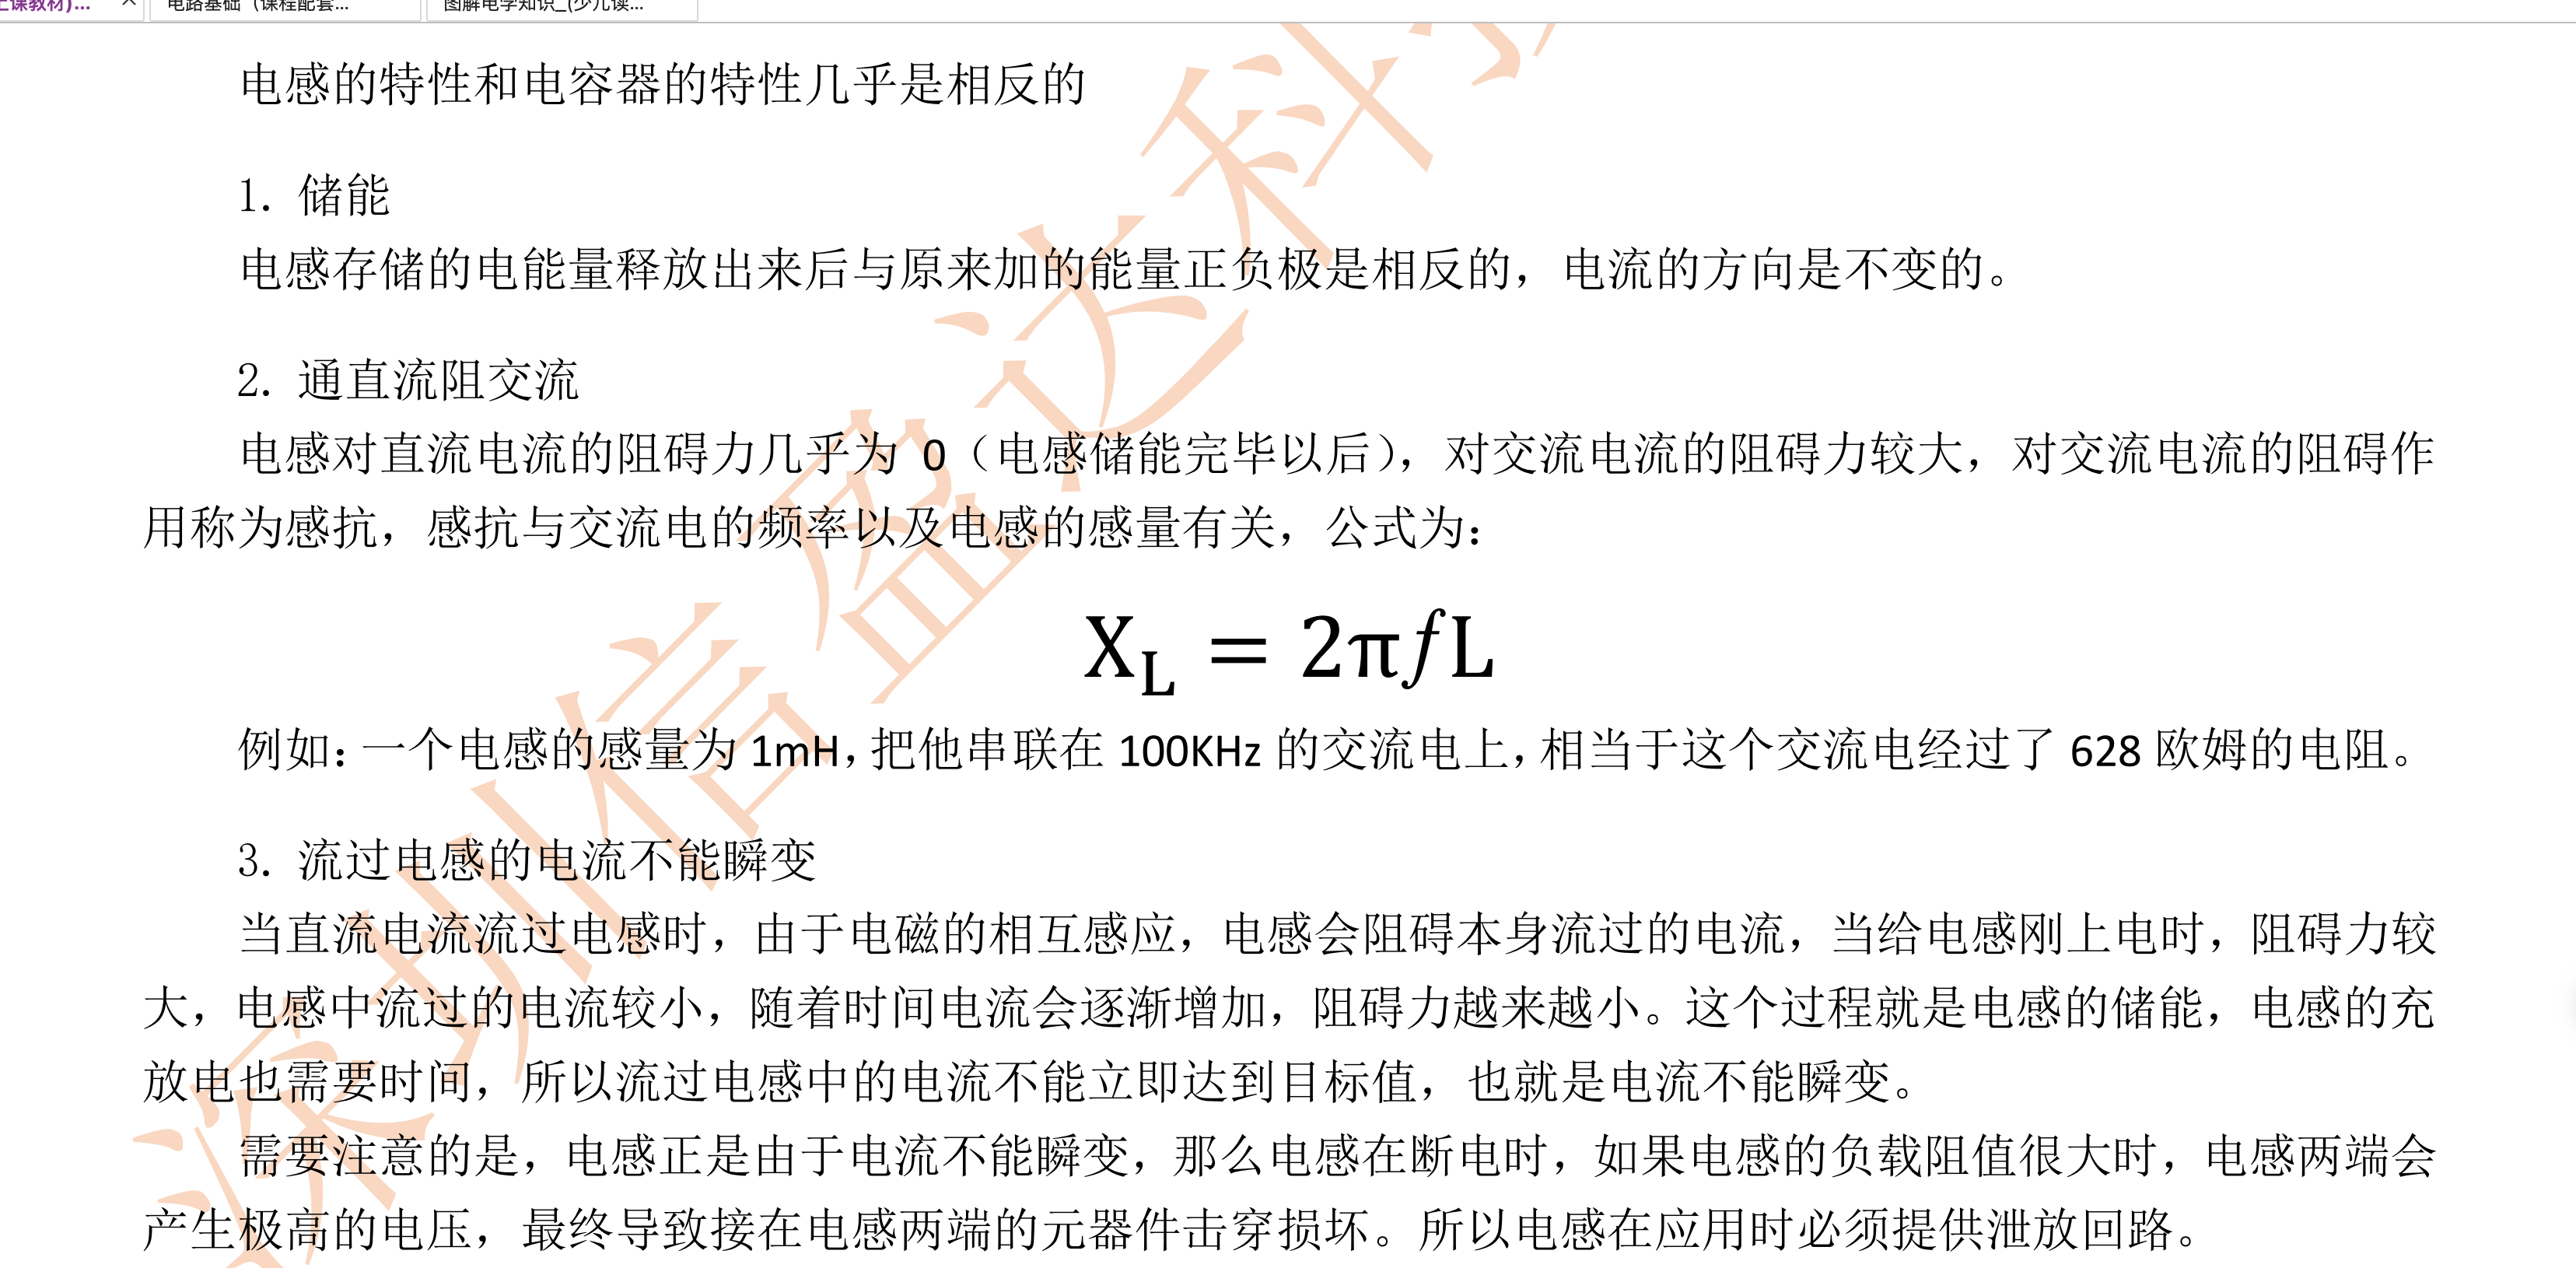 电路基础（课程配套...
图解电学知识_(少儿读...
电感的特性和电容器的特性几乎是相反的
1. 储能
电感存储的电能量释放出来后与原来加的能量正负极是相反的，电流的方向是不变的。
2. 通直流阻交流
电感对直流电流的阻碍力几乎为 0（电感储能完毕以后），对交流电流的阻碍力较大，对交流电流的阻碍作
用称为感抗，感抗与交流电的频率以及电感的感量有关，公式为：
X_L = 2πfL
例如：一个电感的感量为 1mH，把他串联在 100KHz 的交流电上，相当于这个交流电经过了 628 欧姆的电阻。
3. 流过电感的电流不能瞬变
当直流电流流过电感时，由于电磁的相互感应，电感会阻碍本身流过的电流，当给电感刚上电时，阻碍力较
大，电感中流过的电流较小，随着时间电流会逐渐增加，阻碍力越来越小。这个过程就是电感的储能，电感的充
放电也需要时间，所以流过电感中的电流不能立即达到目标值，也就是电流不能瞬变。
需要注意的是，电感正是由于电流不能瞬变，那么电感在断电时，如果电感的负载阻值很大时，电感两端会
产生极高的电压，最终导致接在电感两端的元器件击穿损坏。所以电感在应用时必须提供泄放回路。
深圳信盈达科